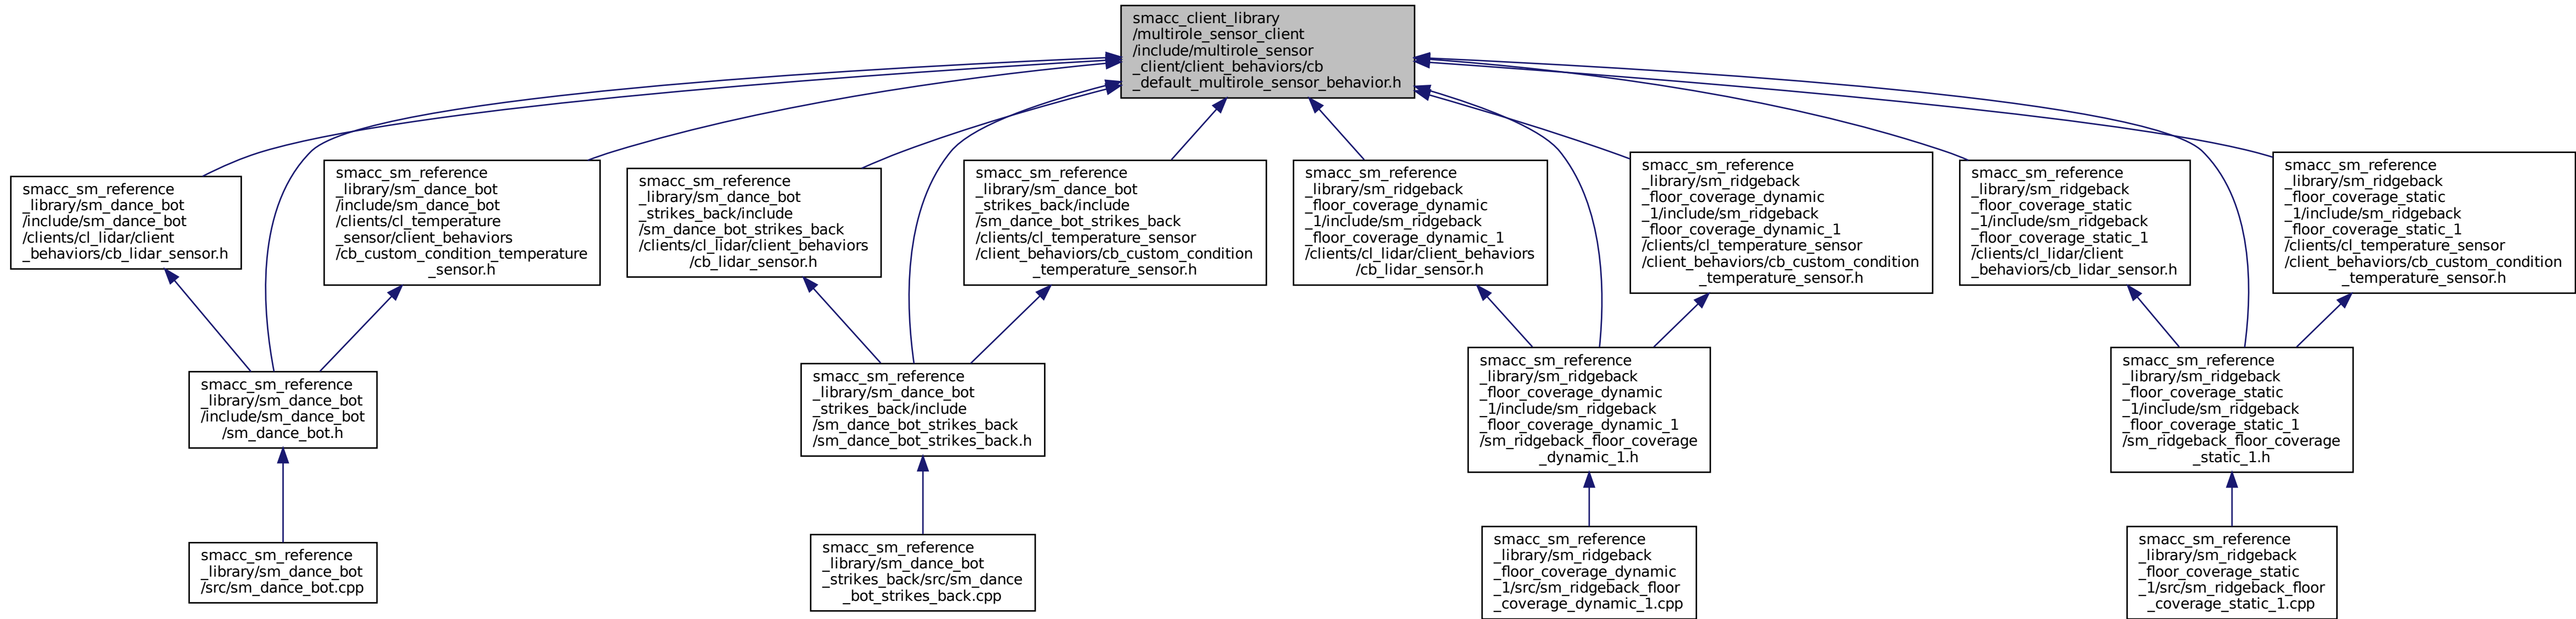 smacc_client_library
/multirole_sensor_client
/include/multirole_sensor
_client/client_behaviors/cb
_default_multirole_sensor_behavior.h
smacc_sm_reference
_library/sm_dance_bot
/include/sm_dance_bot
/clients/cl_lidar/client
_behaviors/cb_lidar_sensor.h
smacc_sm_reference
_library/sm_dance_bot
/include/sm_dance_bot
/clients/cl_temperature
_sensor/client_behaviors
/cb_custom_condition_temperature
_sensor.h
smacc_sm_reference
_library/sm_dance_bot
_strikes_back/include
/sm_dance_bot_strikes_back
/clients/cl_lidar/client_behaviors
/cb_lidar_sensor.h
smacc_sm_reference
_library/sm_dance_bot
_strikes_back/include
/sm_dance_bot_strikes_back
/clients/cl_temperature_sensor
/client_behaviors/cb_custom_condition
_temperature_sensor.h
smacc_sm_reference
_library/sm_ridgeback
_floor_coverage_dynamic
_1/include/sm_ridgeback
_floor_coverage_dynamic_1
/clients/cl_lidar/client_behaviors
/cb_lidar_sensor.h
smacc_sm_reference
_library/sm_ridgeback
_floor_coverage_dynamic
_1/include/sm_ridgeback
_floor_coverage_dynamic_1
/clients/cl_temperature_sensor
/client_behaviors/cb_custom_condition
_temperature_sensor.h
smacc_sm_reference
_library/sm_ridgeback
_floor_coverage_static
_1/include/sm_ridgeback
_floor_coverage_static_1
/clients/cl_lidar/client
_behaviors/cb_lidar_sensor.h
smacc_sm_reference
_library/sm_ridgeback
_floor_coverage_static
_1/include/sm_ridgeback
_floor_coverage_static_1
/clients/cl_temperature_sensor
/client_behaviors/cb_custom_condition
_temperature_sensor.h
smacc_sm_reference
_library/sm_dance_bot
/include/sm_dance_bot
/sm_dance_bot.h
smacc_sm_reference
_library/sm_dance_bot
_strikes_back/include
/sm_dance_bot_strikes_back
/sm_dance_bot_strikes_back.h
smacc_sm_reference
_library/sm_ridgeback
_floor_coverage_dynamic
_1/include/sm_ridgeback
_floor_coverage_dynamic_1
/sm_ridgeback_floor_coverage
_dynamic_1.h
smacc_sm_reference
_library/sm_ridgeback
_floor_coverage_static
_1/include/sm_ridgeback
_floor_coverage_static_1
/sm_ridgeback_floor_coverage
_static_1.h
smacc_sm_reference
_library/sm_dance_bot
/src/sm_dance_bot.cpp
smacc_sm_reference
_library/sm_dance_bot
_strikes_back/src/sm_dance
_bot_strikes_back.cpp
smacc_sm_reference
_library/sm_ridgeback
_floor_coverage_dynamic
_1/src/sm_ridgeback_floor
_coverage_dynamic_1.cpp
smacc_sm_reference
_library/sm_ridgeback
_floor_coverage_static
_1/src/sm_ridgeback_floor
_coverage_static_1.cpp